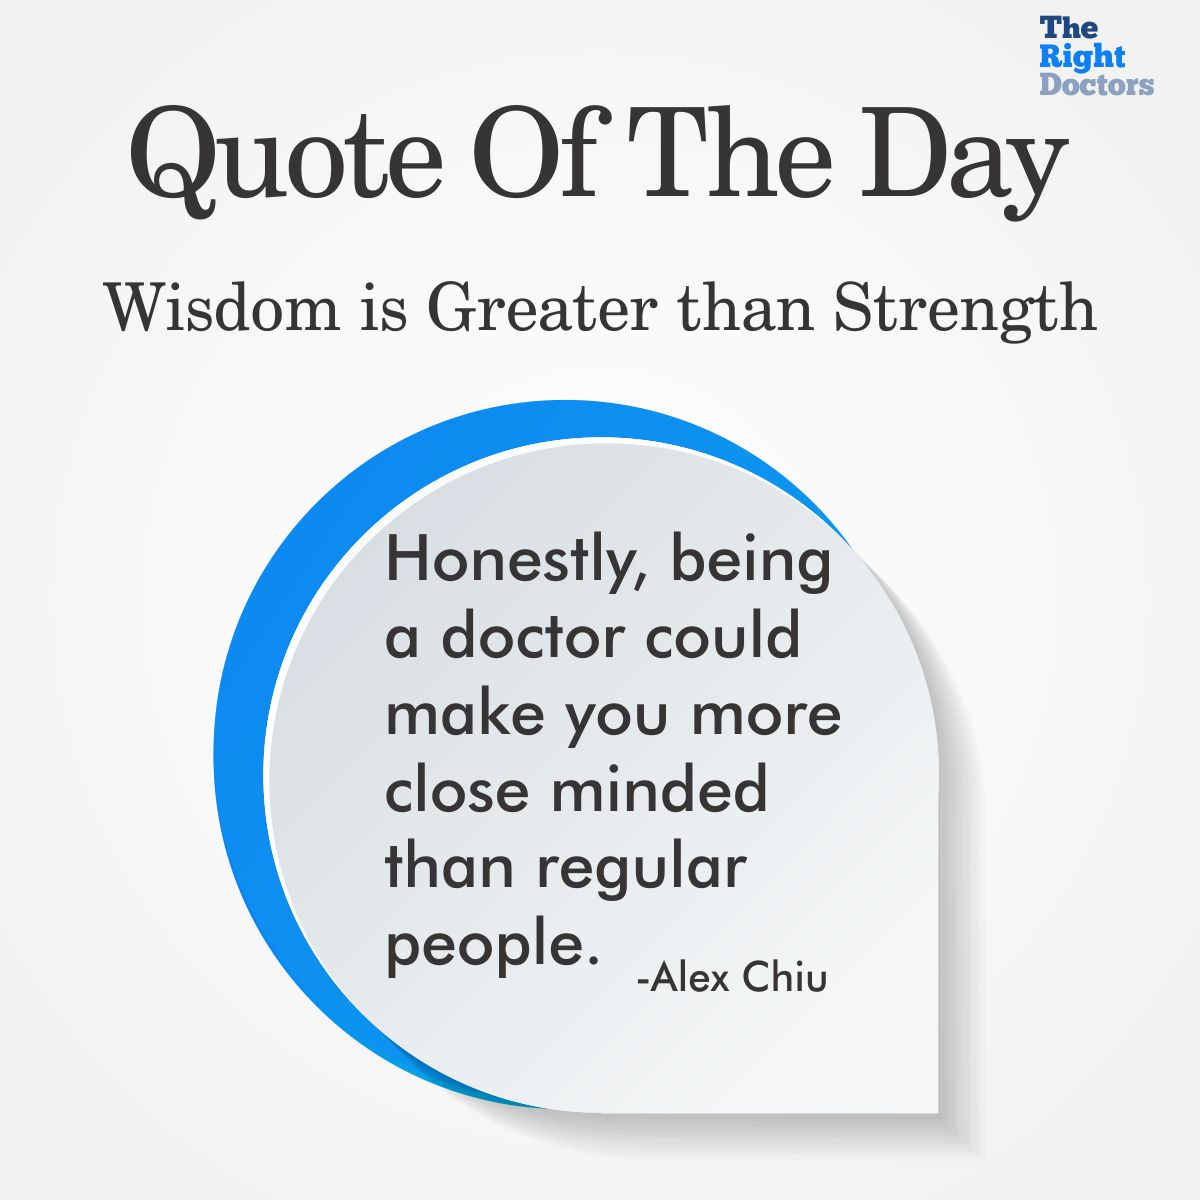 The
Right
Doctors
Quote Of The Day
Wisdom is Greater than Strength
Honestly, being
a doctor could
make you more
close minded
than regular
people.
-Alex Chiu